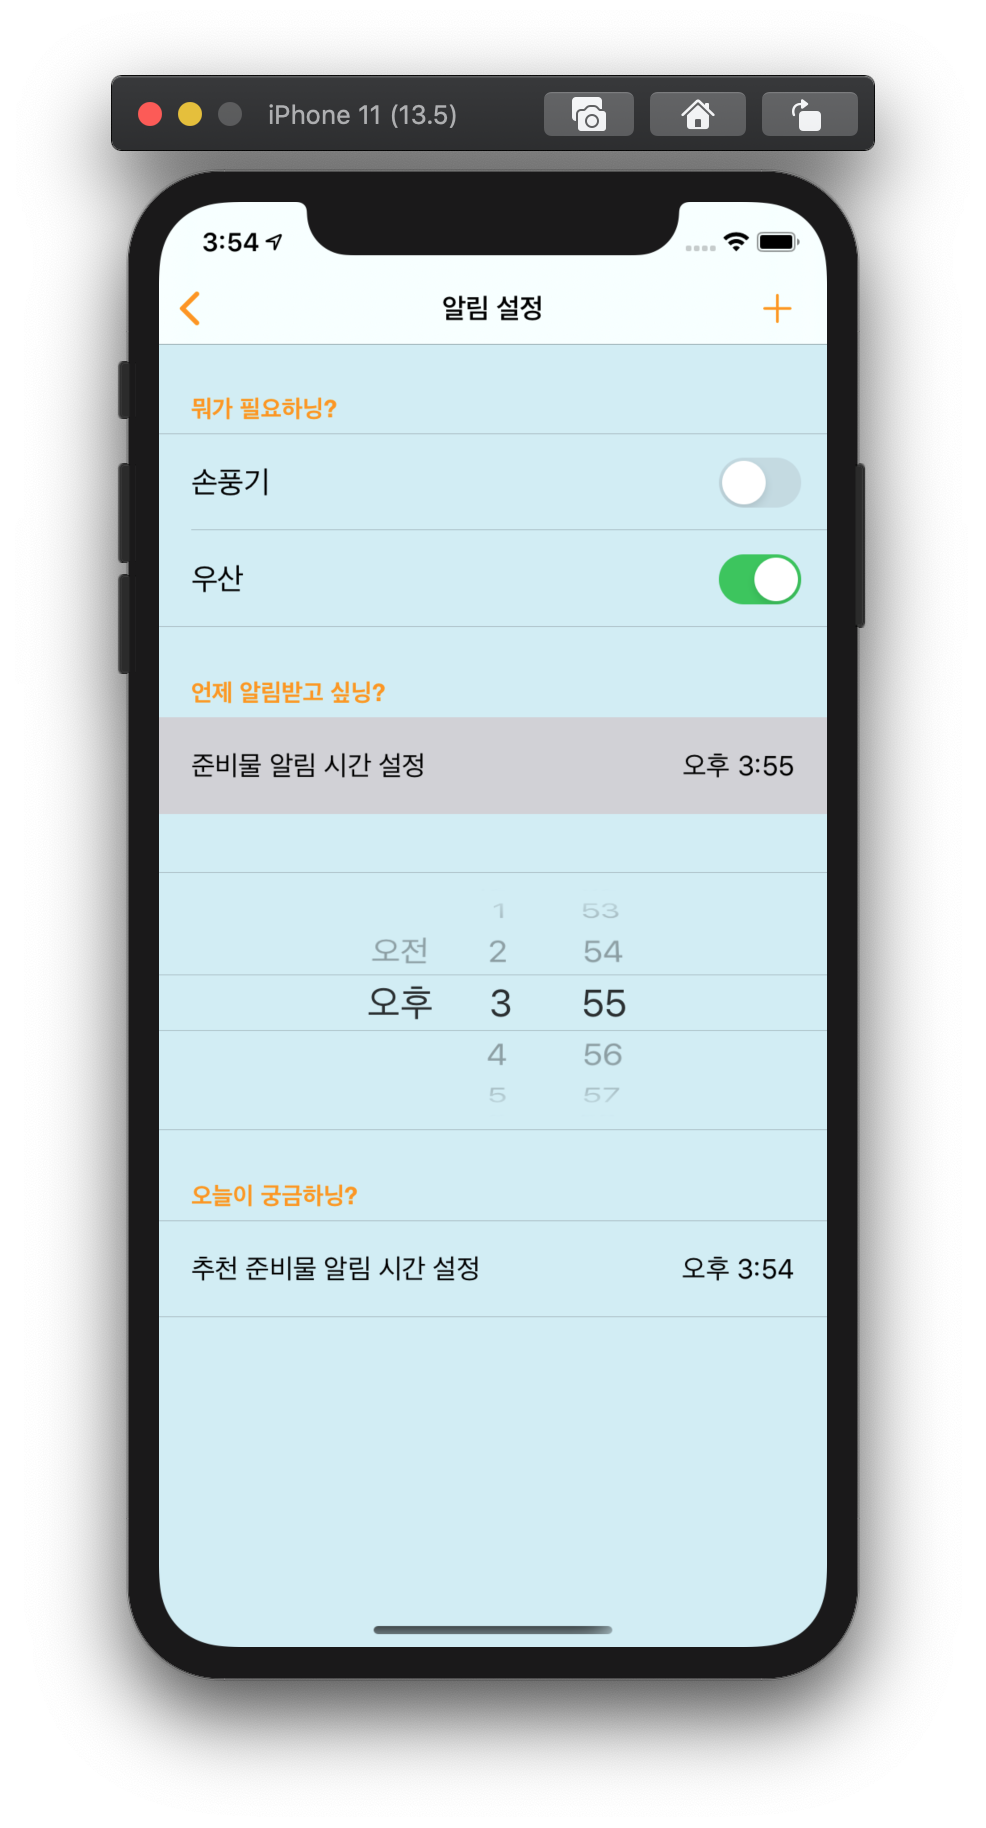 iPhone 11 (13.5)
3:54
알림 설정
뭐가 필요하닝?
손풍기
우산
언제 알림받고 싶닝?
준비물 알림 시간 설정 오후 3:55
1 53
오전 2 54
오후 3 55
4 56
5 57
오늘이 궁금하닝?
추천 준비물 알림 시간 설정 오후 3:54